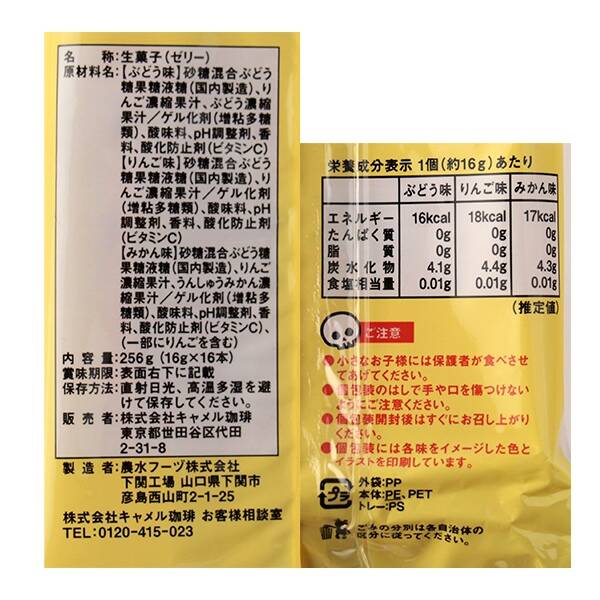 名　　称:生菓子(ゼリー)
原材料名:【ぶどう味】砂糖混合ぶどう
糖果糖液糖(国内製造)、り
んご濃縮果汁、ぶどう濃縮
果汁／ゲル化剤(増粘多糖
類)、酸味料、pH調整剤、香
料、酸化防止剤(ビタミンC)
【りんご味】砂糖混合ぶどう
糖果糖液糖(国内製造)、り
んご濃縮果汁／ゲル化剤(増
粘多糖類)、酸味料、pH
調整剤、香料、酸化防止剤
(ビタミンC)
【みかん味】砂糖混合ぶどう
糖果糖液糖(国内製造)、りんご
濃縮果汁、うんしゅうみかん濃
縮果汁／ゲル化剤(増粘多糖
類)、酸味料、pH調整剤、香
料、酸化防止剤(ビタミンC)、
(一部にりんごを含む)
内 容 量:256g(16g×16本)
賞味期限:表面右下に記載
保存方法:直射日光、高温多湿を避
けて保存してください。
販 売 者:株式会社キャメル珈琲
東京都世田谷区代田
2-31-8
製 造 者:農水フーヅ株式会社
下関工場 山口県下関市
彦島西山町2-1-25
株式会社キャメル珈琲 お客様相談室
TEL:0120-415-023
栄養成分表示 1個(約16g)あたり
ぶどう味 りんご味 みかん味
エネルギー 16kcal 18kcal 17kcal
たんぱく質 0g 0g 0g
脂　　質 0g 0g 0g
炭水化物 4.1g 4.4g 4.3g
食塩相当量 0.01g 0.01g 0.01g
(推定値)
ご注意
●小さなお子様には保護者が食べさせ
てあげてください。
●個包装のはしで手や口を傷つけない
ようにご注意ください。
●個包装開封後はすぐにお召し上がり
ください。
●個包装には各味をイメージした色と
イラストを印刷しています。
プラ
外袋:PP
本体:PE、PET
トレー:PS
ごみの分別は各自治体の
区分に従ってください。